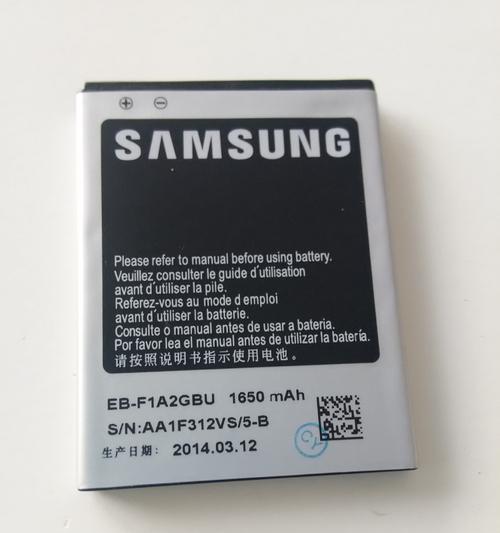 SAMSUNG
Please refer to manual before using battery.
Veuillez consulter le guide d'utilisation
avant d'utiliser la pile.
Referez-vous au mode d emploi
avant d'utiliser la batterie.
Consulte o manual antes de usar a bateria.
Por favor lea el manual antes de utilizar la batería.
请按照说明书指示使用电池。
EB-F1A2GBU 1650 mAh
S/N:AA1F312VS/5-B
生产日期: 2014.03.12